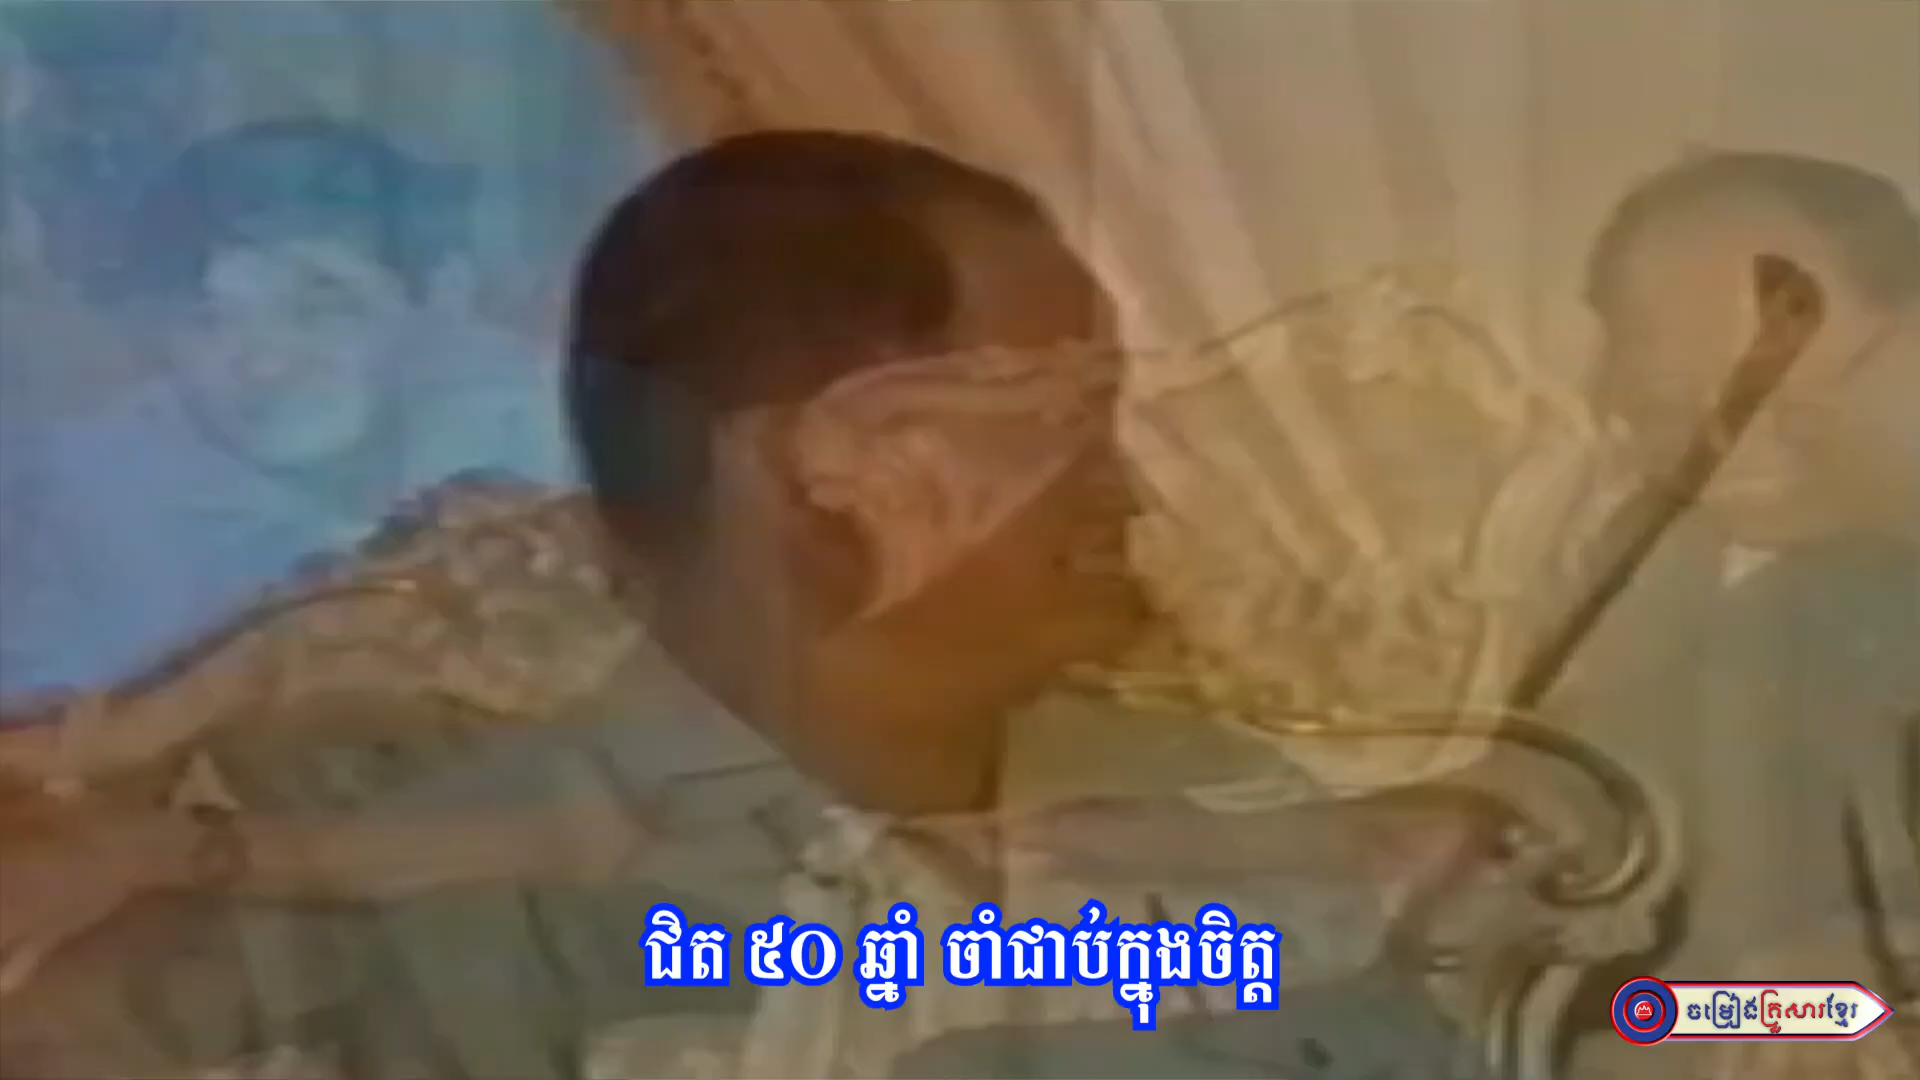 ជិត ៥០ ឆ្នាំ ចាំជាប់ក្នុងចិត្ត
ចម្រៀងគ្រួសារខ្មែរ